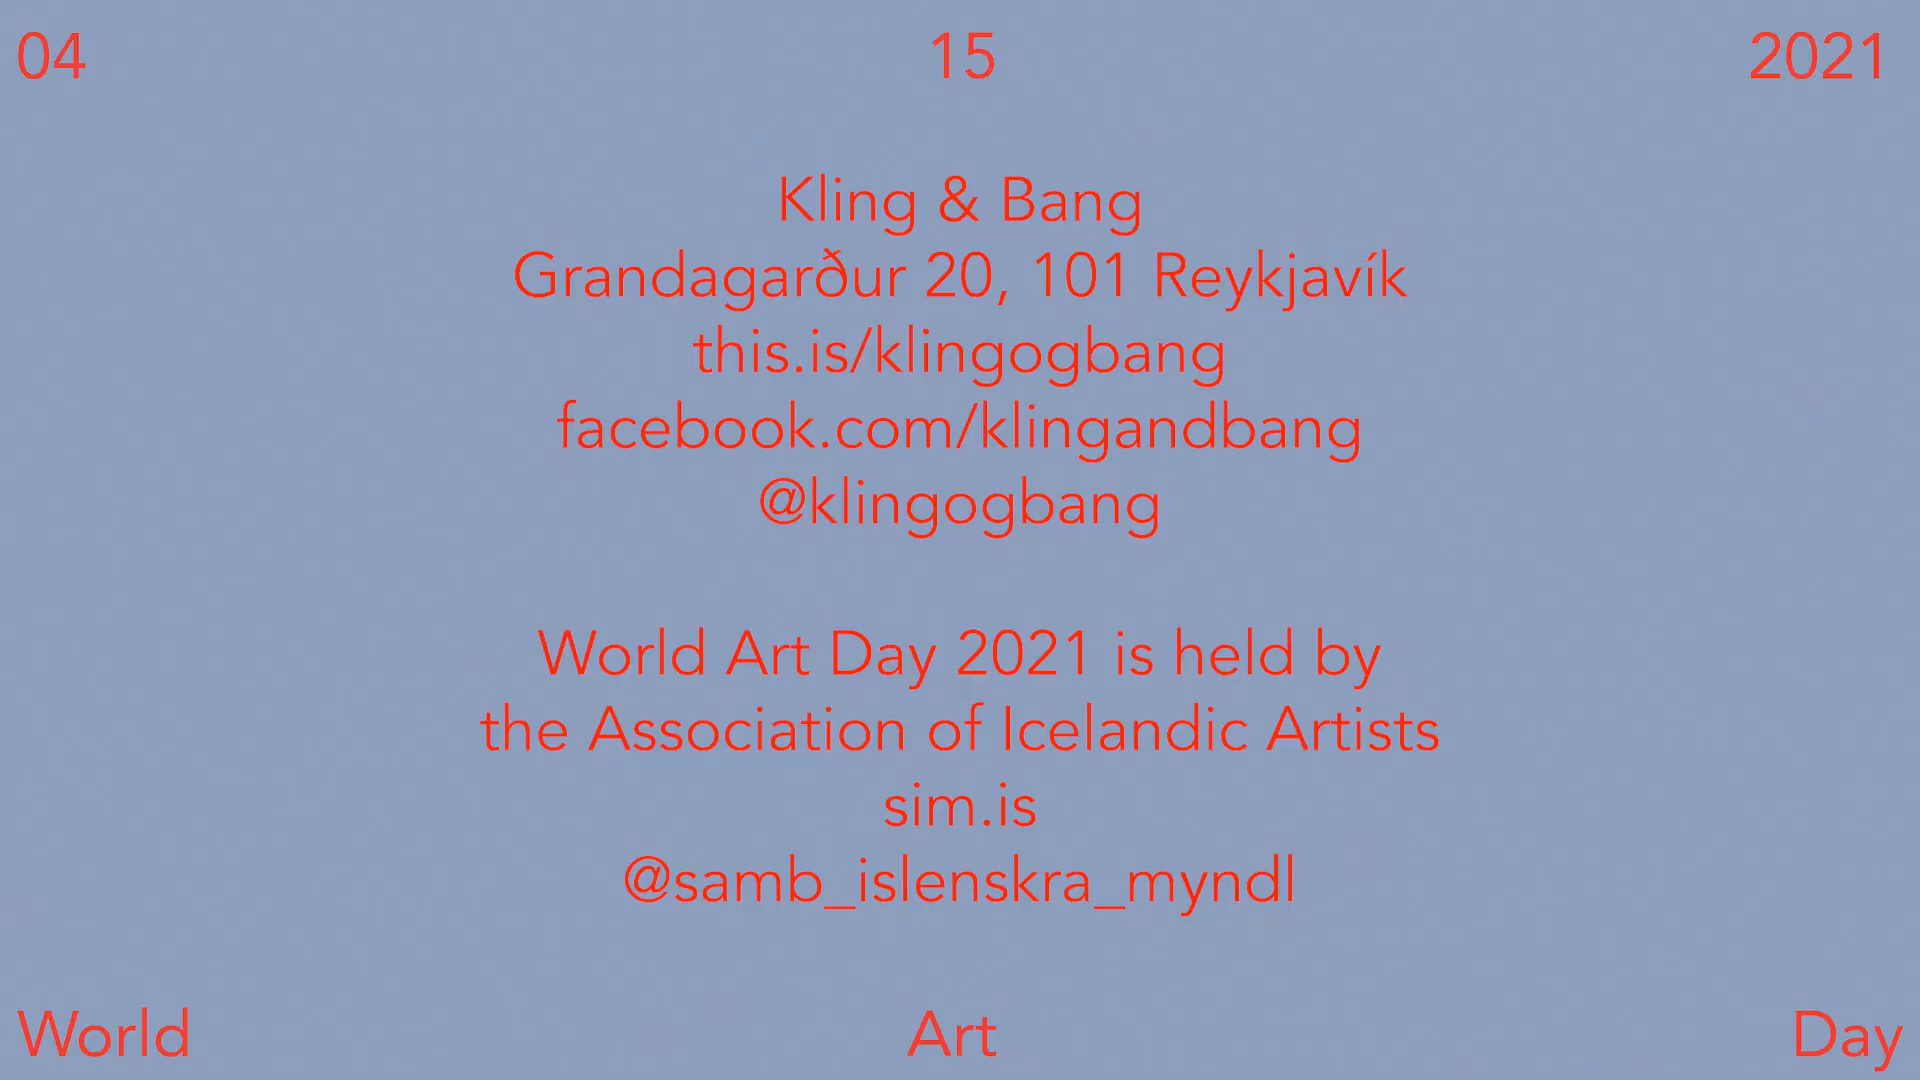 04 15 2021
Kling & Bang
Grandagarður 20, 101 Reykjavík
this.is/klingogbang
facebook.com/klingandbang
@klingogbang
World Art Day 2021 is held by
the Association of Icelandic Artists
sim.is
@samb_islenskra_myndl
World Art Day